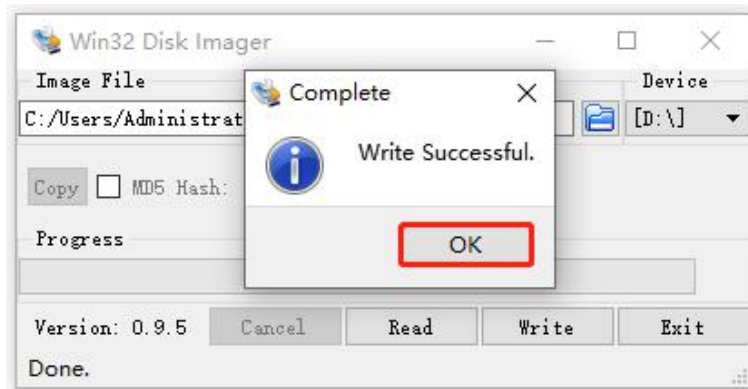 Win32 Disk Imager
Image File
Device
C:/Users/Administrat
[D:\]
Complete
Write Successful.
OK
Copy
MD5 Hash:
Progress
Version: 0.9.5
Cancel
Read
Write
Exit
Done.